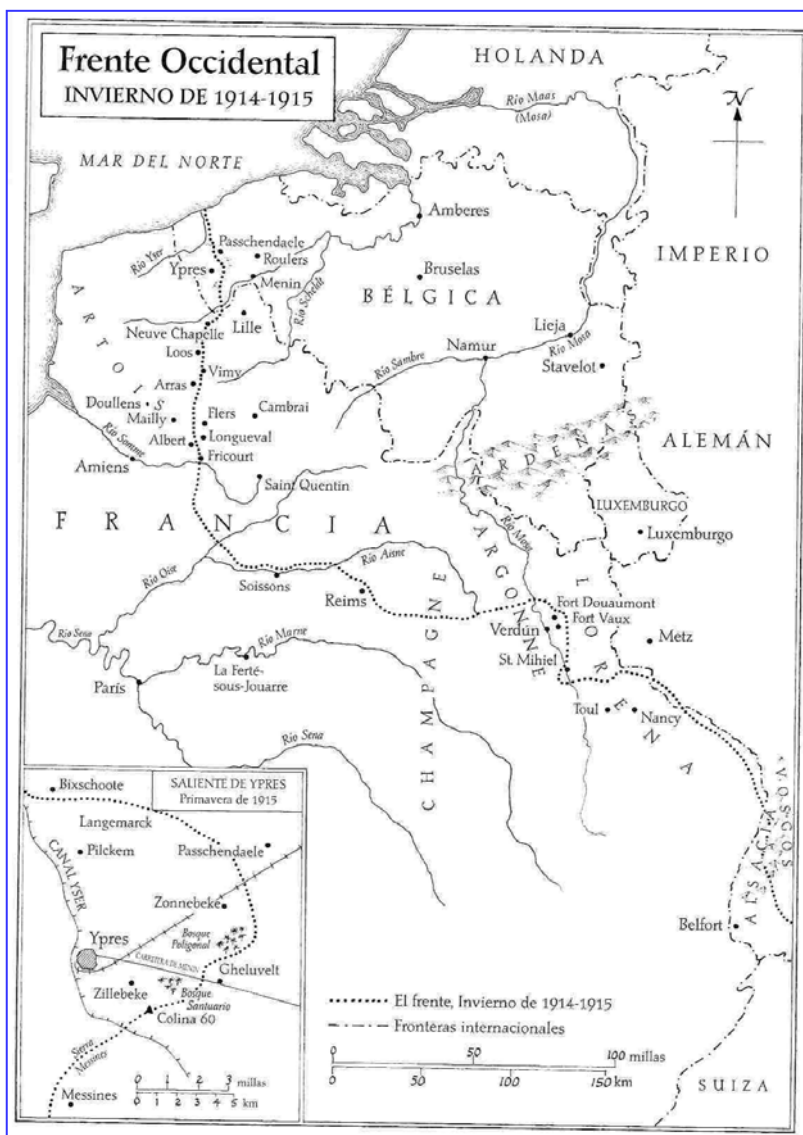 Frente Occidental
INVIERNO DE 1914-1915
HOLANDA
Río Maas
(Mosa)
N
MAR DEL NORTE
Amberes
Passchendaele
Roulers
Río Yser
Ypres
Menin
Bruselas
IMPERIO
BÉLGICA
Río Scheldt
ARTOIS
Neuve Chapelle
Lille
Lieja
Loos
Namur
Río Mosa
Vimy
Río Sambre
Stavelot
Arras
Doullens
Cambrai
Mailly
Flers
Albert
Longueval
ALEMÁN
Río Somme
Fricourt
ARDENAS
Amiens
Saint Quentin
LUXEMBURGO
FRANCIA
Luxemburgo
Río Mosa
ARGONNE
Río Oise
Río Aisne
Soissons
Reims
LORENA
Fort Douaumont
Fort Vaux
Verdún
Metz
Río Sena
Río Marne
St. Mihiel
La Ferté-
sous-Jouarre
París
CHAMPAGNE
Toul
Nancy
Río Sena
VOSGOS
ALSACIA
Belfort
SUIZA
SALIENTE DE YPRES
Primavera de 1915
Bixschoote
Langemarck
Pilckem
Passchendaele
CANAL YSER
Zonnebeke
Bosque
Poligonal
Ypres
CARRETERA DE MENIN
Gheluvelt
Zillebeke
Bosque
Santuario
Colina 60
Sierra
Messines
Messines
1 2 3 millas
1 2 3 4 5 km
El frente, Invierno de 1914-1915
Fronteras internacionales
0 50 100 millas
0 50 100 150 km